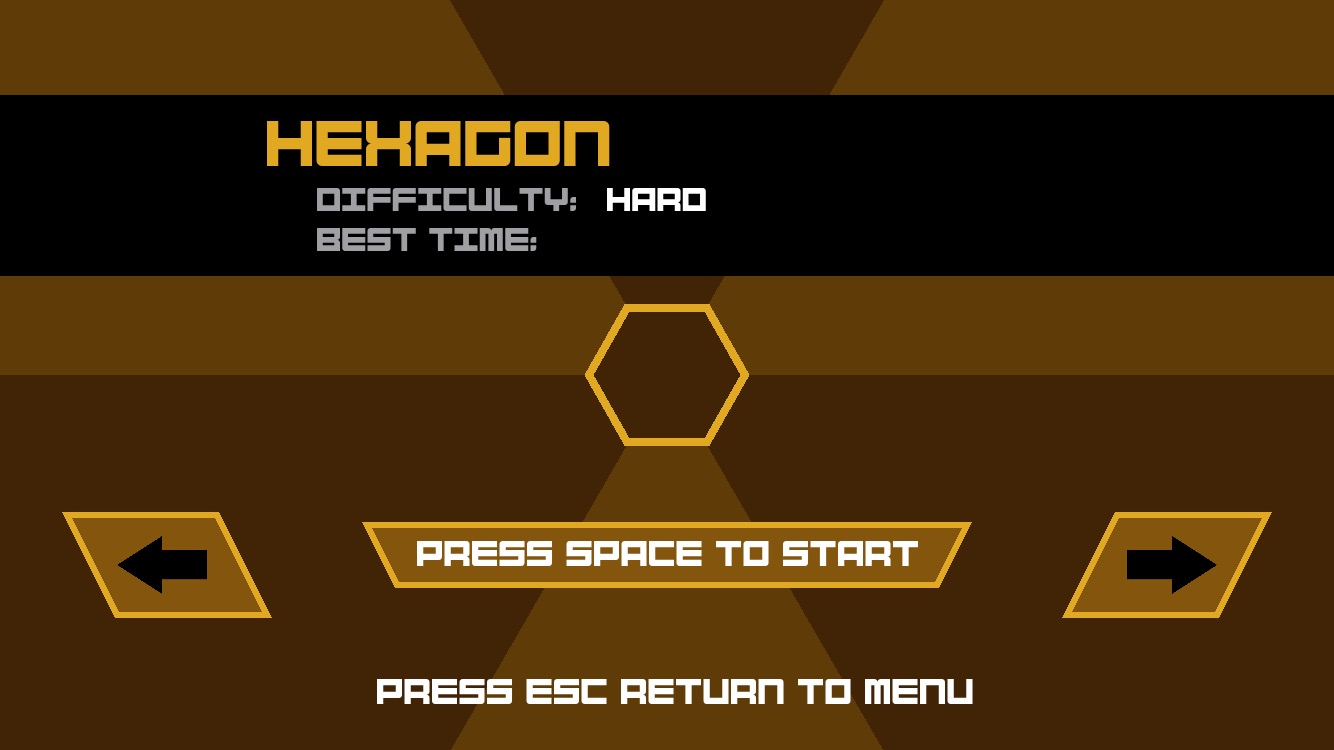 HEXAGON
DIFFICULTY: HARD
BEST TIME:
PRESS SPACE TO START
PRESS ESC RETURN TO MENU